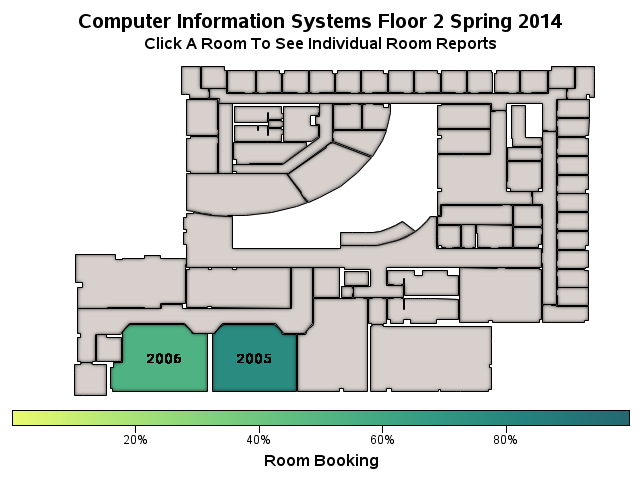 Computer Information Systems Floor 2 Spring 2014
Click A Room To See Individual Room Reports
2006 2005
20% 40% 60% 80%
Room Booking